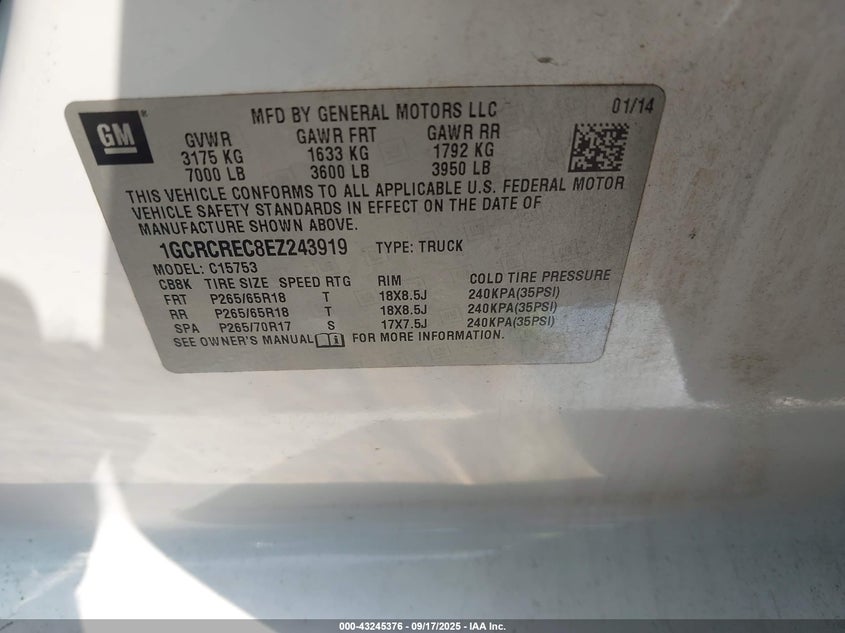 GM®
MFD BY GENERAL MOTORS LLC 01/14
GVWR GAWR FRT GAWR RR
3175 KG 1633 KG 1792 KG
7000 LB 3600 LB 3950 LB
THIS VEHICLE CONFORMS TO ALL APPLICABLE U.S. FEDERAL MOTOR
VEHICLE SAFETY STANDARDS IN EFFECT ON THE DATE OF
MANUFACTURE SHOWN ABOVE.
1GCRCREC8EZ243919 TYPE: TRUCK
MODEL: C15753
CB8K TIRE SIZE SPEED RTG RIM COLD TIRE PRESSURE
FRT P265/65R18 T 18X8.5J 240KPA(35PSI)
RR P265/65R18 T 18X8.5J 240KPA(35PSI)
SPA P265/70R17 S 17X7.5J 240KPA(35PSI)
SEE OWNER'S MANUAL FOR MORE INFORMATION.
000-43245376 - 09/17/2025 - IAA Inc.